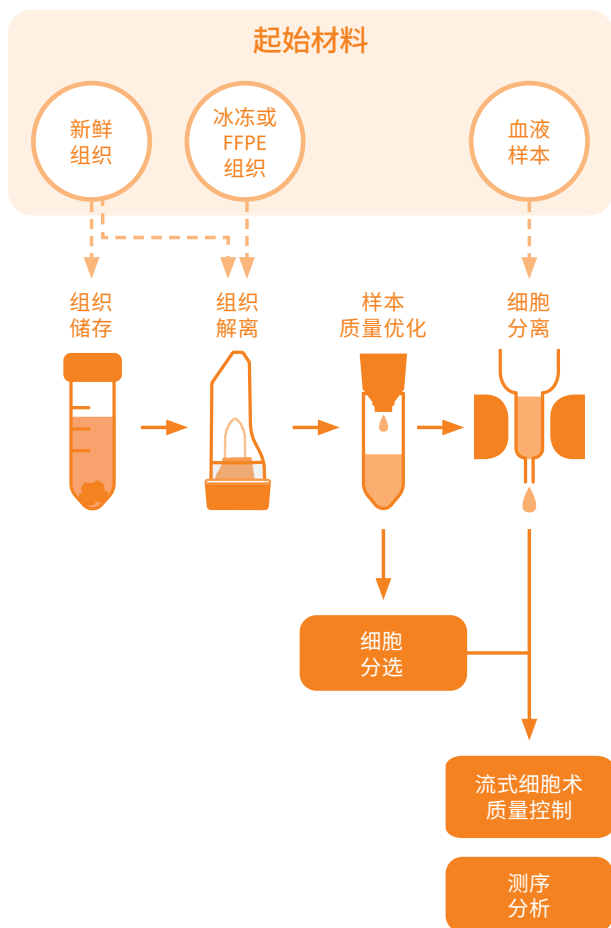 起始材料
新鲜
组织
冰冻或
FFPE
组织
血液
样本
组织
储存
组织
解离
样本
质量优化
细胞
分离
细胞
分选
流式细胞术
质量控制
测序
分析